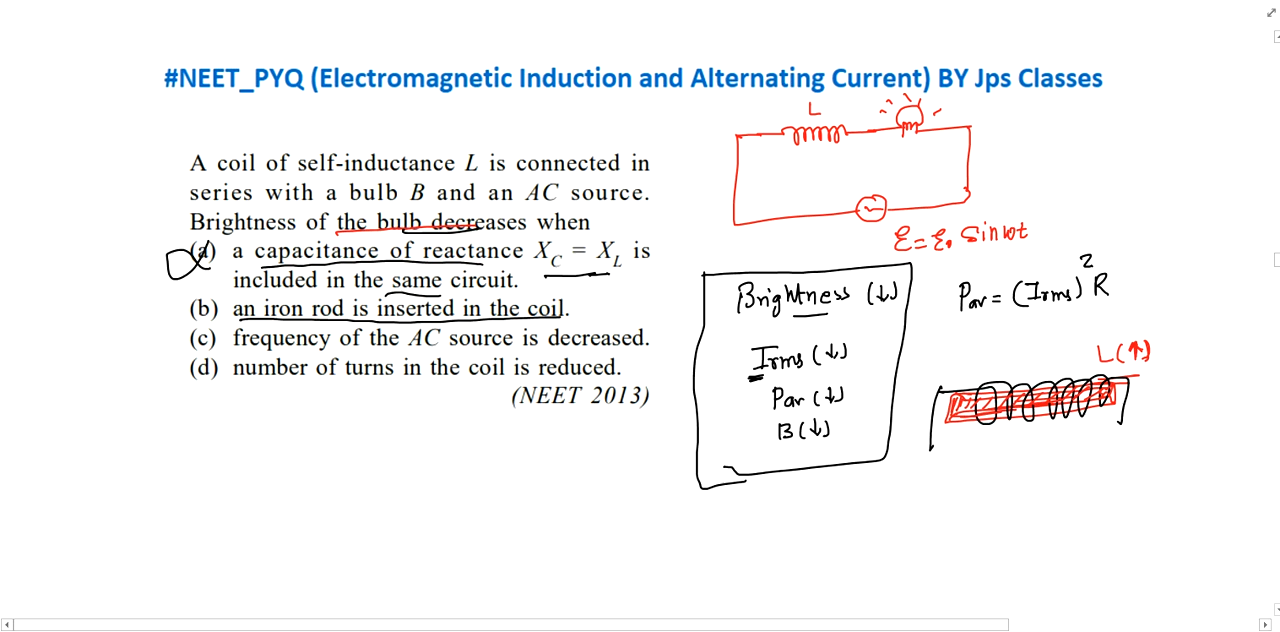 #NEET_PYQ (Electromagnetic Induction and Alternating Current) BY Jps Classes
A coil of self-inductance L is connected in
series with a bulb B and an AC source.
Brightness of the bulb decreases when
(a) a capacitance of reactance X_C = X_L is
included in the same circuit.
(b) an iron rod is inserted in the coil.
(c) frequency of the AC source is decreased.
(d) number of turns in the coil is reduced.
(NEET 2013)
L
ε = ε₀ sin ωt
Brightness (↓)
Irms (↓)
Pav (↓)
B (↓)
Pav = (Irms)² R
L(↑)